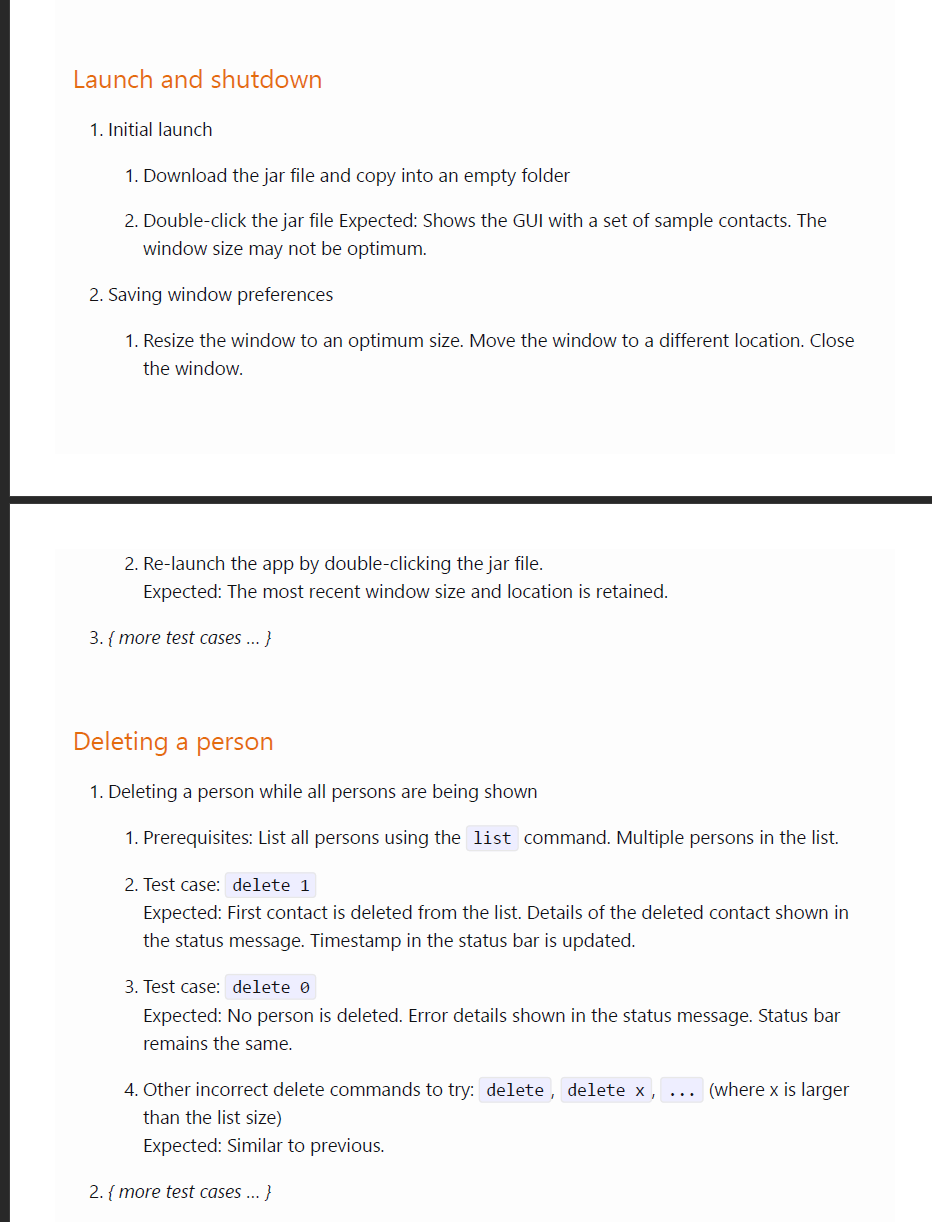 Launch and shutdown
1. Initial launch
1. Download the jar file and copy into an empty folder
2. Double-click the jar file Expected: Shows the GUI with a set of sample contacts. The
window size may not be optimum.
2. Saving window preferences
1. Resize the window to an optimum size. Move the window to a different location. Close
the window.
2. Re-launch the app by double-clicking the jar file.
Expected: The most recent window size and location is retained.
3. { more test cases … }
Deleting a person
1. Deleting a person while all persons are being shown
1. Prerequisites: List all persons using the list command. Multiple persons in the list.
2. Test case: delete 1
Expected: First contact is deleted from the list. Details of the deleted contact shown in
the status message. Timestamp in the status bar is updated.
3. Test case: delete 0
Expected: No person is deleted. Error details shown in the status message. Status bar
remains the same.
4. Other incorrect delete commands to try: delete, delete x, ... (where x is larger
than the list size)
Expected: Similar to previous.
2. { more test cases … }